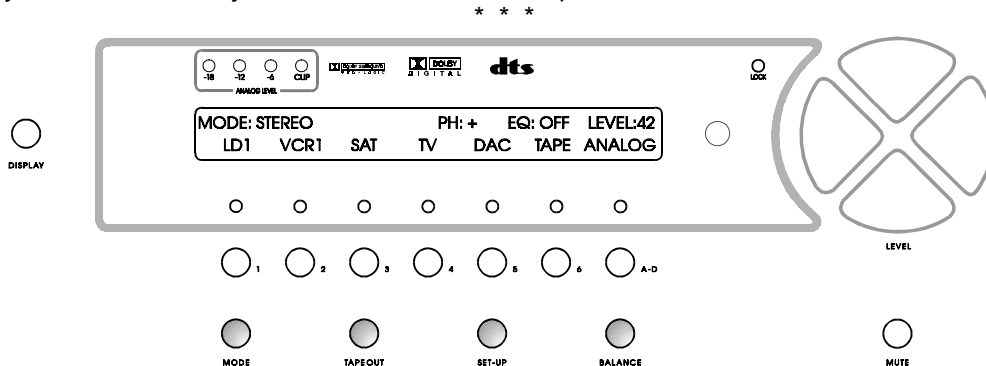 * * *
-18 -12 -6 CLIP
ANALOG LEVEL
DOLBY
DIGITAL
dts
LOCK
MODE: STEREO PH: + EQ: OFF LEVEL:42
LD1 VCR1 SAT TV DAC TAPE ANALOG
DISPLAY
LEVEL
1 2 3 4 5 6 A-D
MODE TAPEOUT SET-UP BALANCE MUTE